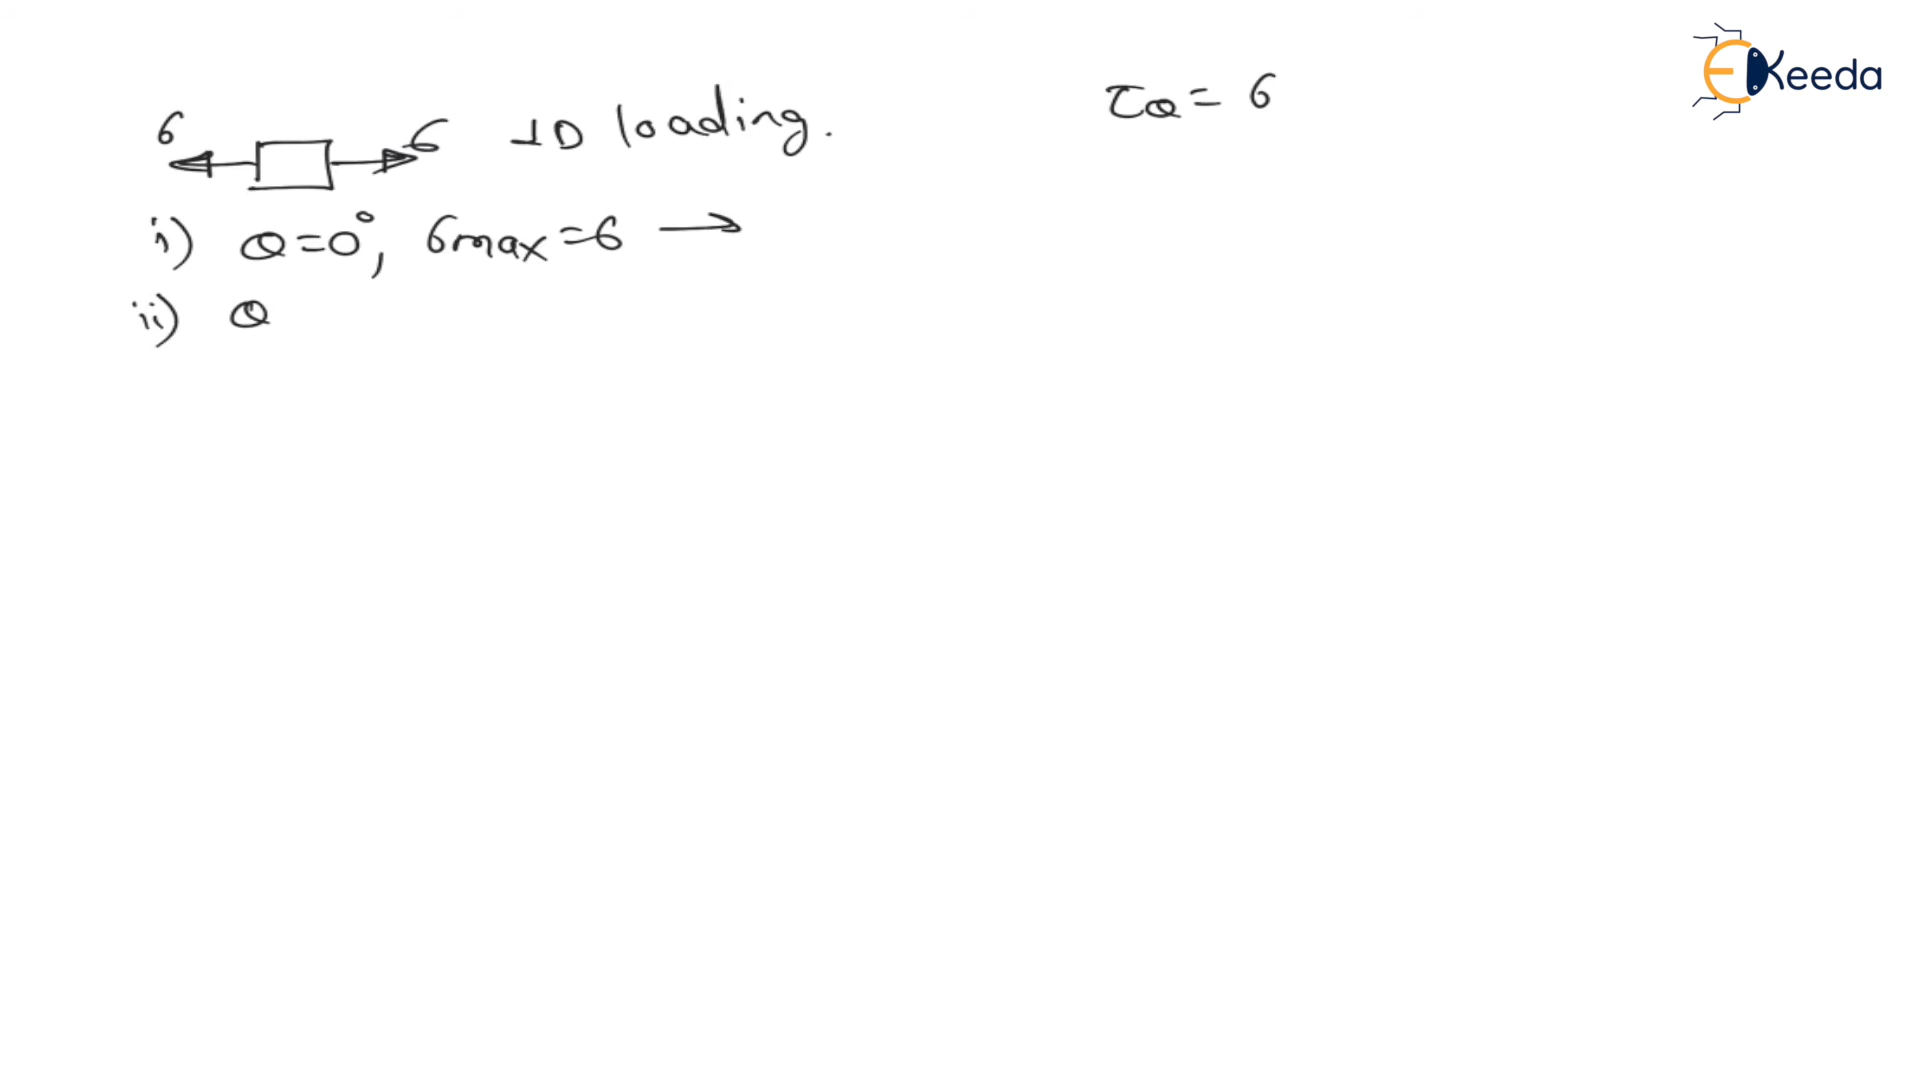 σ σ 1D loading.
i) θ=0°, σmax=σ →
ii) θ
τθ= σ
EKeeda